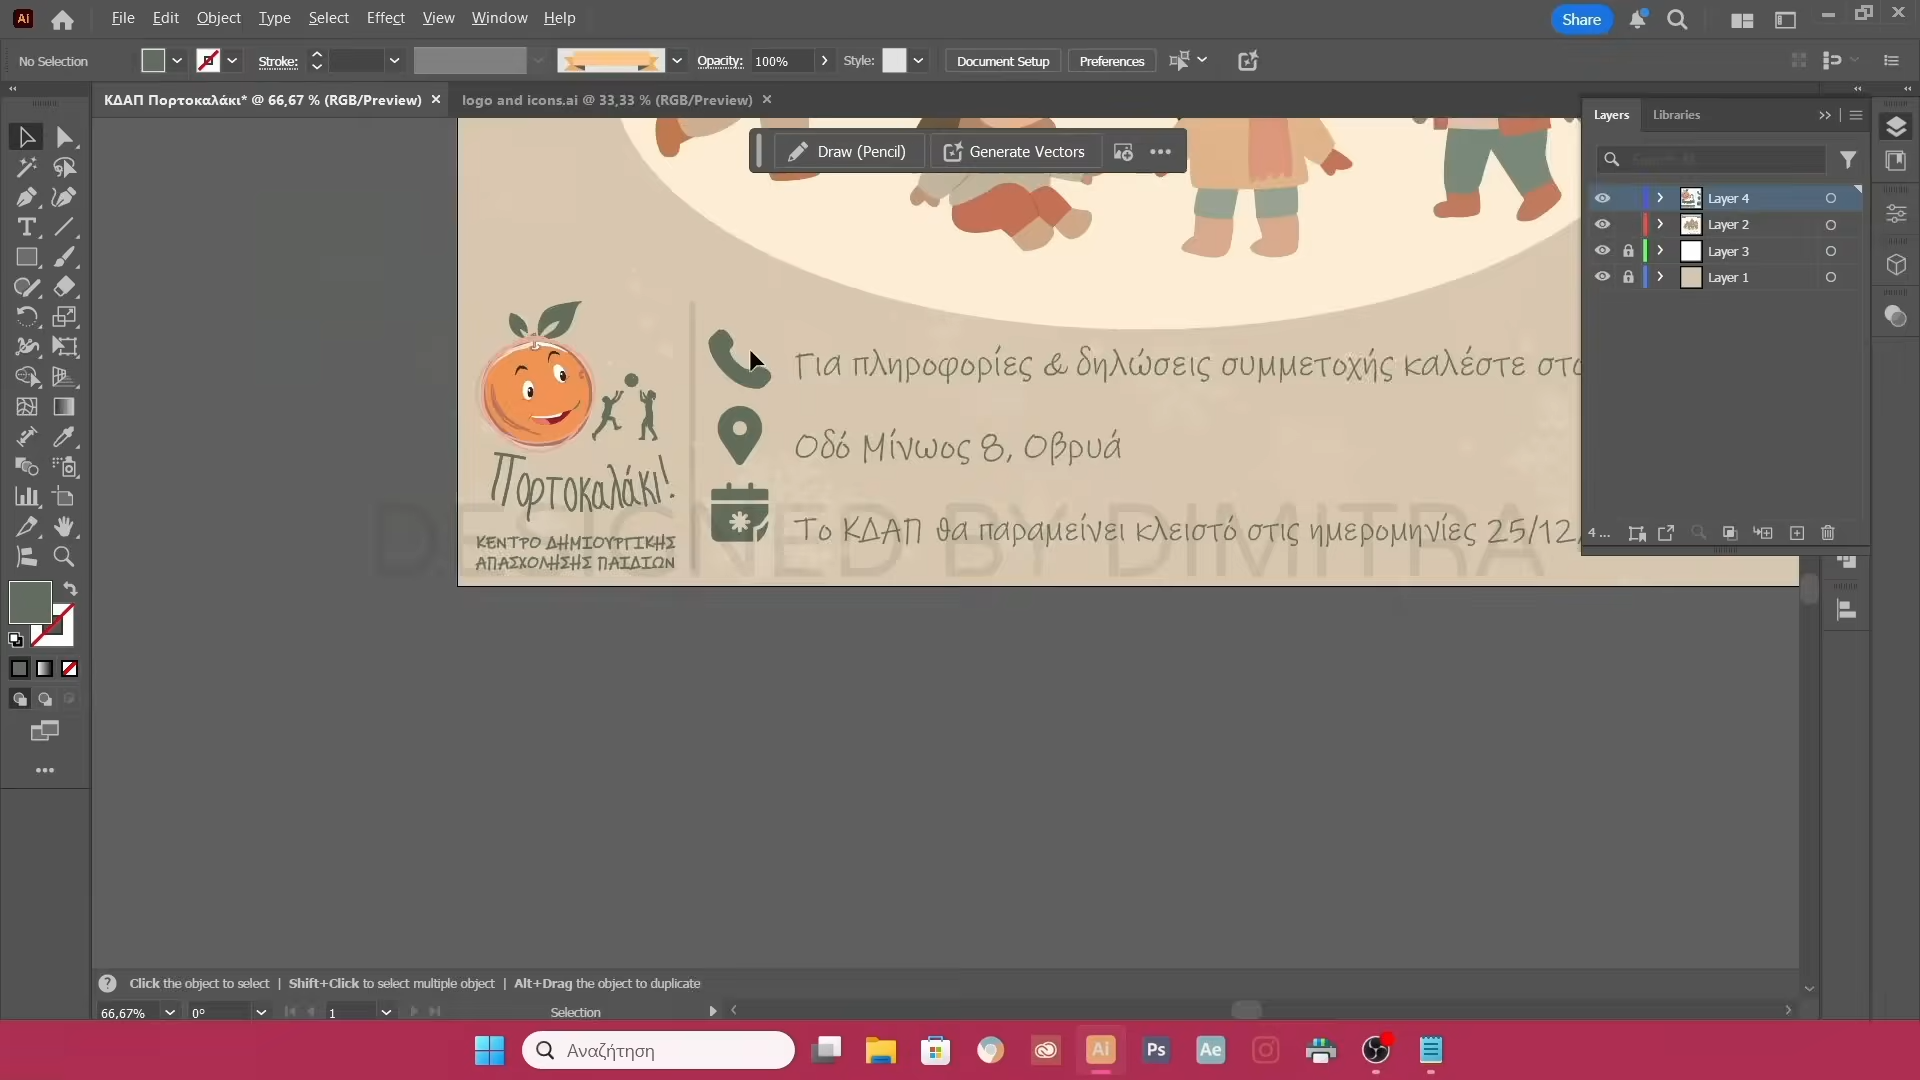 File Edit Object Type Select Effect View Window Help
Share
No Selection
Stroke:
Opacity: 100%
Style:
Document Setup
Preferences
ΚΔΑΠ Πορτοκαλάκι* @ 66,67 % (RGB/Preview)
logo and icons.ai @ 33,33 % (RGB/Preview)
Draw (Pencil)
Generate Vectors
Layers
Libraries
Layer 4
Layer 2
Layer 3
Layer 1
4 ...
Για πληροφορίες & δηλώσεις συμμετοχής καλέστε στο
Οδό Μίνωος 8, Οβρυά
Το ΚΔΑΠ θα παραμείνει κλειστό στις ημερομηνίες 25/12,
Πορτοκαλάκι!
ΚΕΝΤΡΟ ΔΗΜΙΟΥΡΓΙΚΗΣ
ΑΠΑΣΧΟΛΗΣΗΣ ΠΑΙΔΙΩΝ
DESIGNED BY DIMITRA
Click the object to select | Shift+Click to select multiple object | Alt+Drag the object to duplicate
66,67%
0°
1
Selection
Αναζήτηση
Ai
Ps
Ae